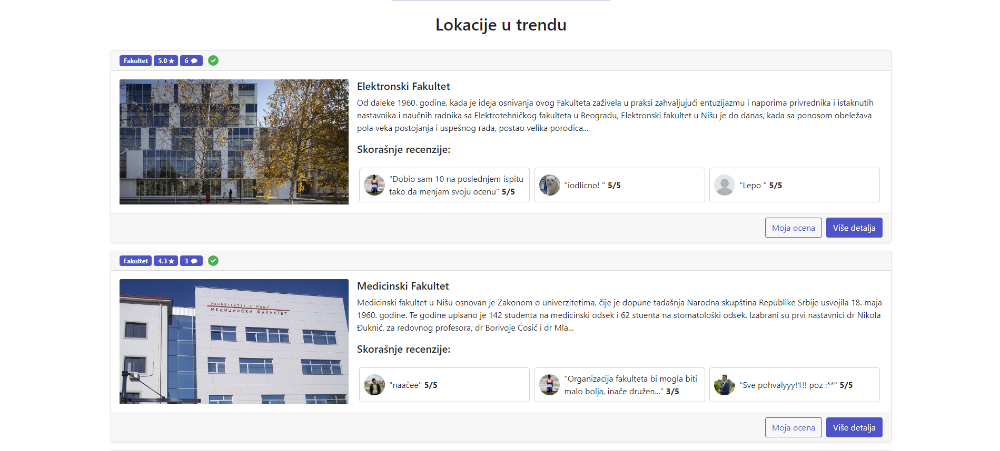 Lokacije u trendu
Fakultet 5.0 6
Elektronski Fakultet
Od daleke 1960. godine, kada je ideja osnivanja ovog Fakulteta zaživela u praksi zahvaljujući entuzijazmu i naporima privrednika i istaknutih
nastavnika i naučnih radnika sa Elektrotehničkog fakulteta u Beogradu, Elektronski fakultet u Nišu je do danas, kada sa ponosom obeležava
pola veka postojanja i uspešnog rada, postao velika porodica...
Skorašnje recenzije:
"Dobio sam 10 na poslednjem ispitu
tako da menjam svoju ocenu" 5/5
"iodlicno! " 5/5
"Lepo " 5/5
Moja ocena
Više detalja
Fakultet 4.3 3
УНИВЕРЗИТЕТ У НИШУ
МЕДИЦИНСКИ ФАКУЛТЕТ
Medicinski Fakultet
Medicinski fakultet u Nišu osnovan je Zakonom o univerzitetima, čije je dopune tadašnja Narodna skupština Republike Srbije usvojila 18. maja
1960. godine. Te godine upisano je 142 studenta na medicinski odsek i 62 stuenta na stomatološki odsek. Izabrani su prvi nastavnici dr Nikola
Đuknić, za redovnog profesora, dr Borivoje Ćosić i dr Mla...
Skorašnje recenzije:
"naačee" 5/5
"Organizacija fakulteta bi mogla biti
malo bolja, inače družen..." 3/5
"Sve pohvalyyy!1!! poz :**" 5/5
Moja ocena
Više detalja